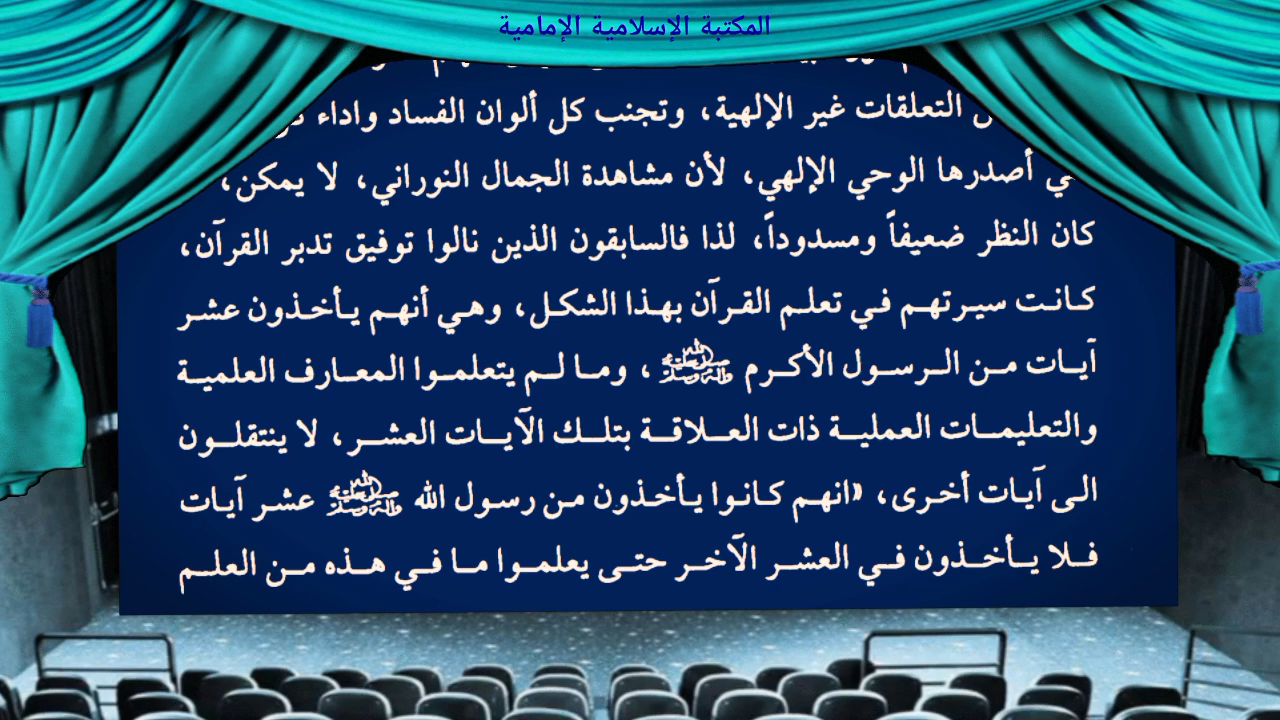 المكتبة الإسلامية الإمامية
التعلقات غير الإلهية، وتجنب كل ألوان الفساد واداء
أصدرها الوحي الإلهي، لأن مشاهدة الجمال النوراني، لا يمكن،
كان النظر ضعيفاً ومسدوداً، لذا فالسابقون الذين نالوا توفيق تدبر القرآن،
كانت سيرتهم في تعلم القرآن بهذا الشكل، وهي أنهم يأخذون عشر
آيات من الرسول الأكرم ﷺ، وما لم يتعلموا المعارف العلمية
والتعليمات العملية ذات العلاقة بتلك الآيات العشر، لا ينتقلون
الى آيات أخرى، «انهم كانوا يأخذون من رسول الله ﷺ عشر آيات
فلا يأخذون في العشر الآخر حتى يعلموا ما في هذه من العلم